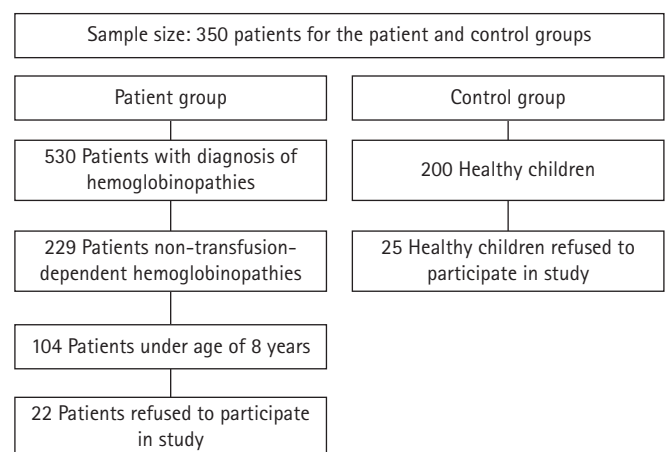 Sample size: 350 patients for the patient and control groups
Patient group
Control group
530 Patients with diagnosis of
hemoglobinopathies
200 Healthy children
229 Patients non-transfusion-
dependent hemoglobinopathies
25 Healthy children refused to
participate in study
104 Patients under age of 8 years
22 Patients refused to participate
in study